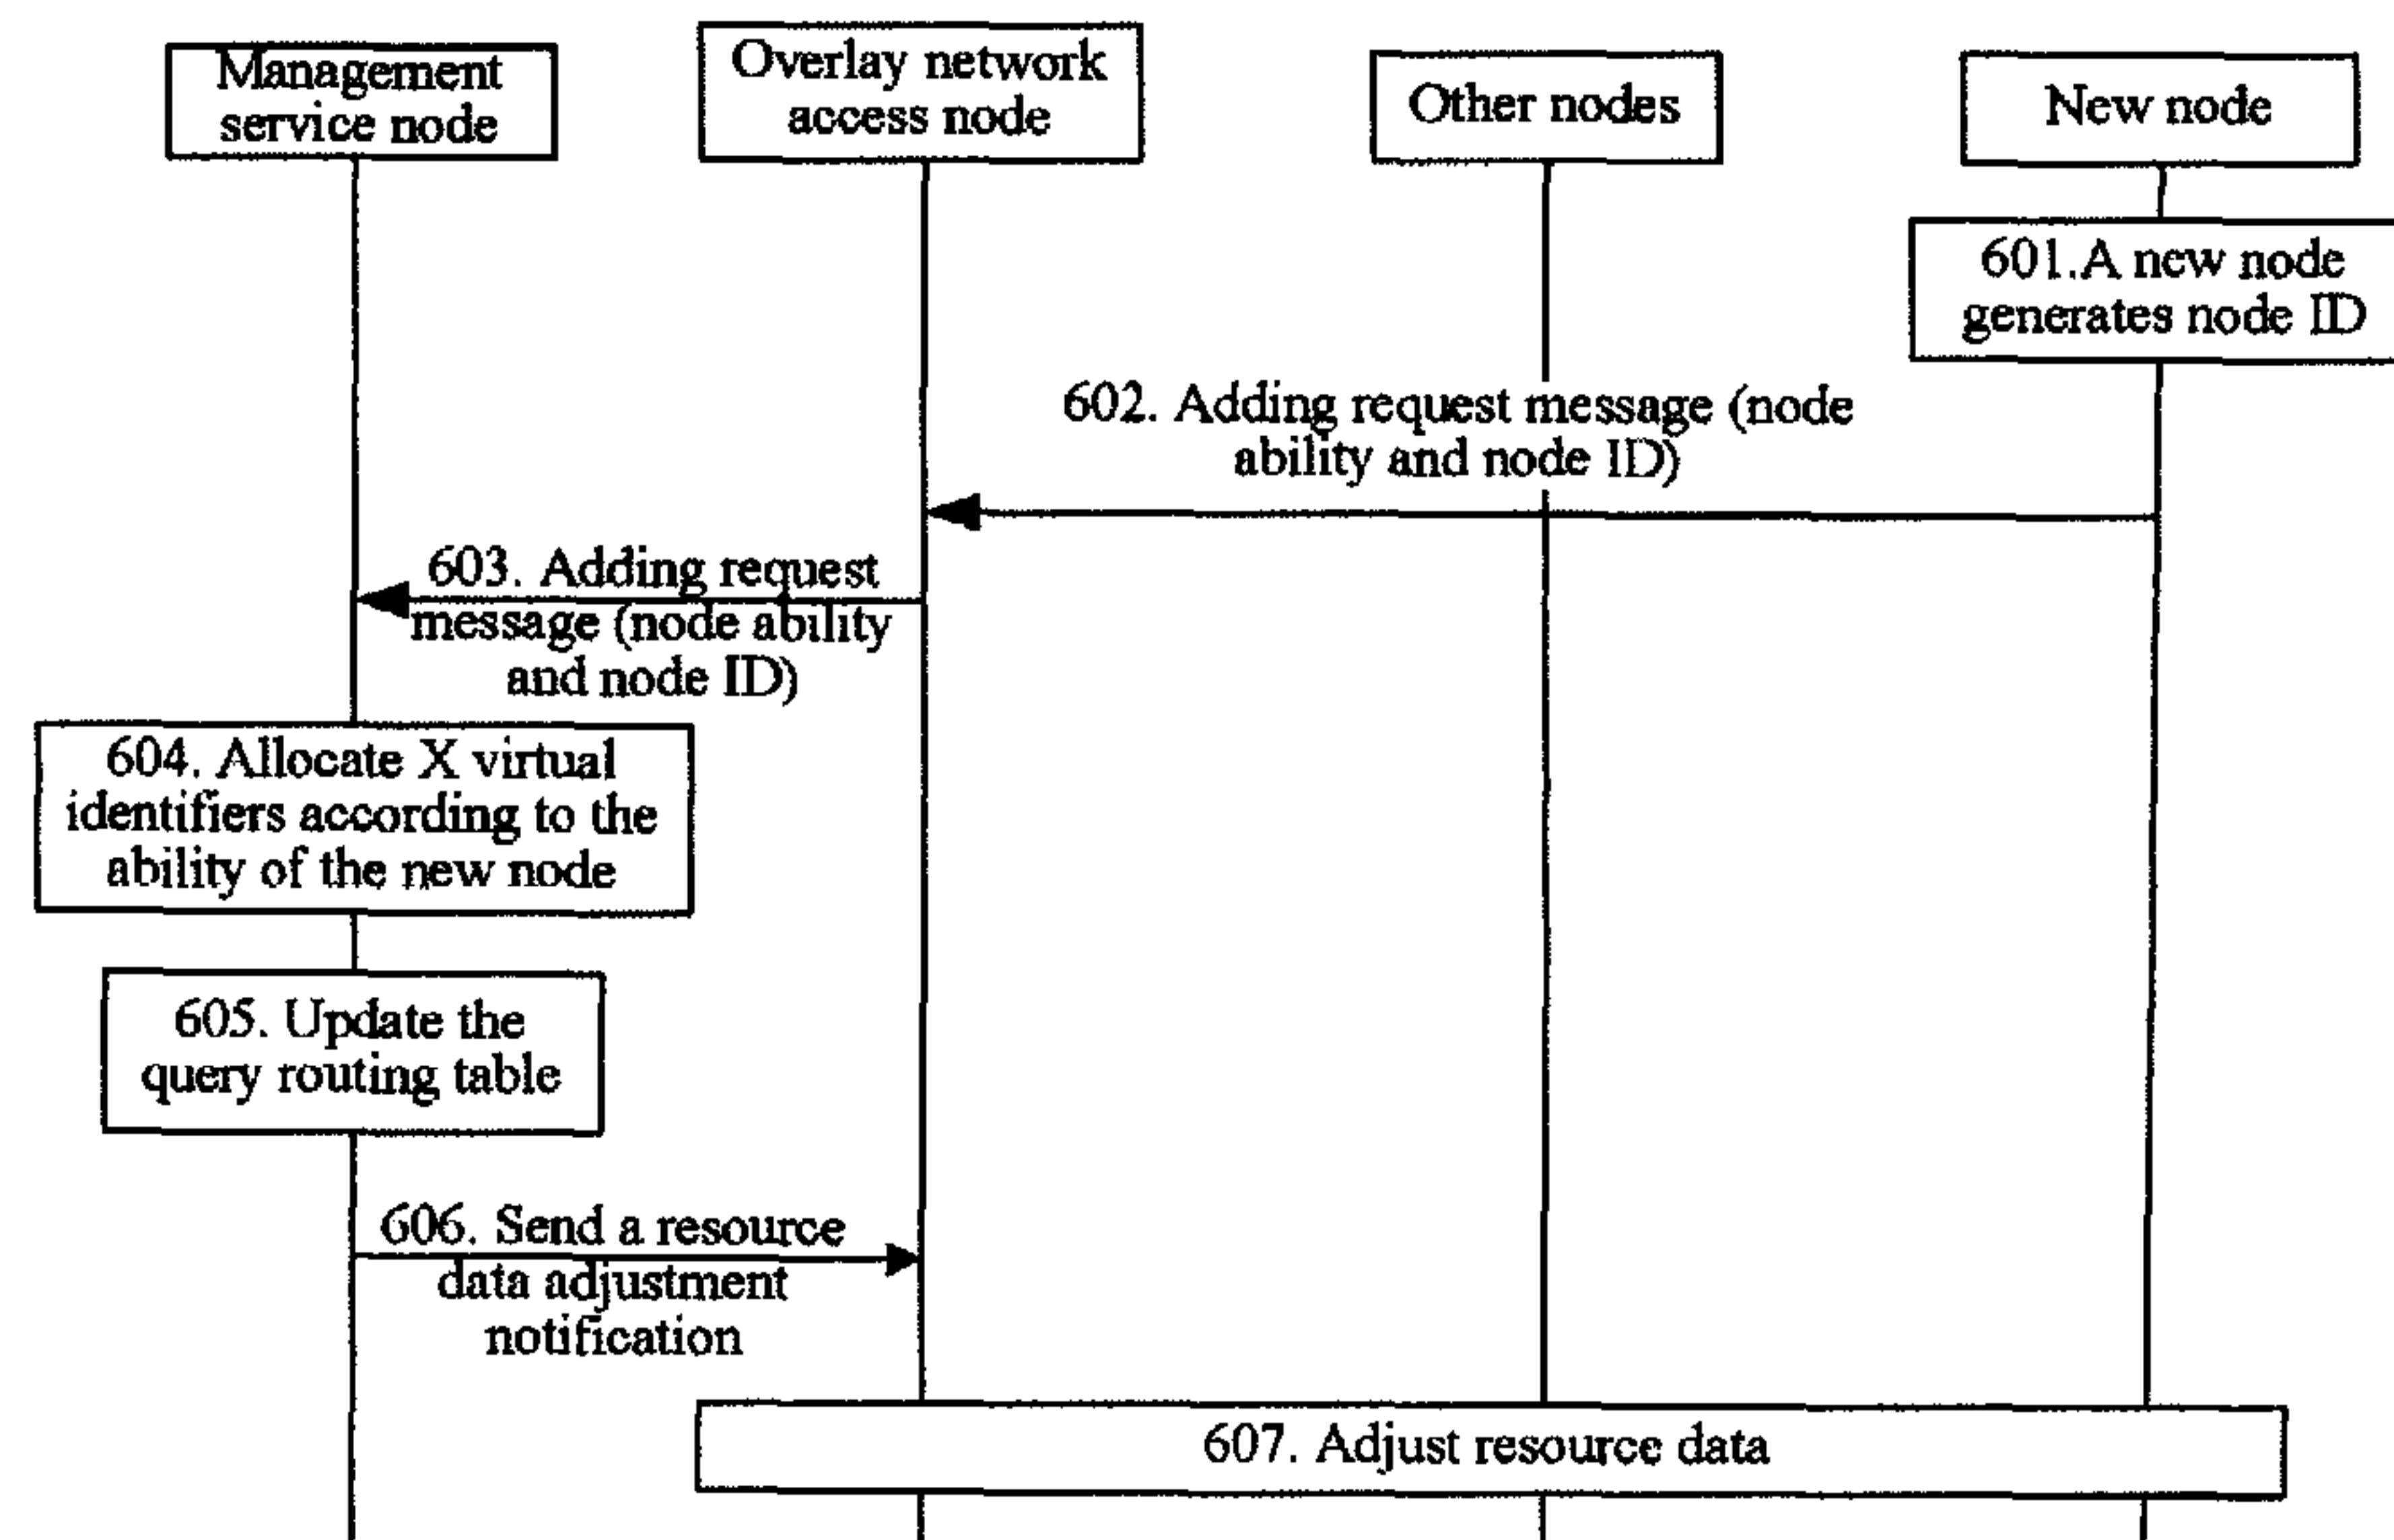 Management
service node
Overlay network
access node
Other nodes
New node
601.A new node
generates node ID
602. Adding request message (node
ability and node ID)
603. Adding request
message (node ability
and node ID)
604. Allocate X virtual
identifiers according to the
ability of the new node
605. Update the
query routing table
606. Send a resource
data adjustment
notification
607. Adjust resource data